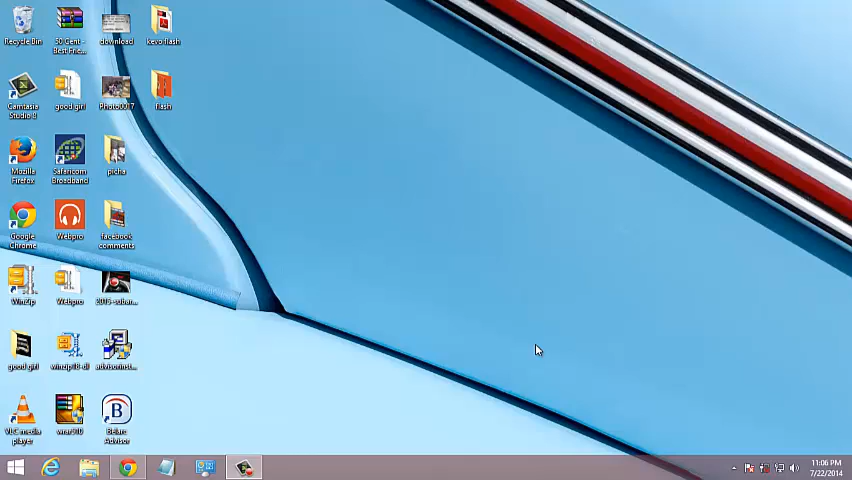 Recycle Bin
50 Cent - Best Frie...
download
kevo flash
Camtasia Studio 8
good girl
Photo0017
flash
Mozilla Firefox
Safaricom Broadband
picha
Google Chrome
Webpro
facebook comments
WinZip
Webpro
2015-subar...
good girl
winzip18-dl
advisorinst...
VLC media player
wrar510
Belarc Advisor
11:06 PM
7/22/2014